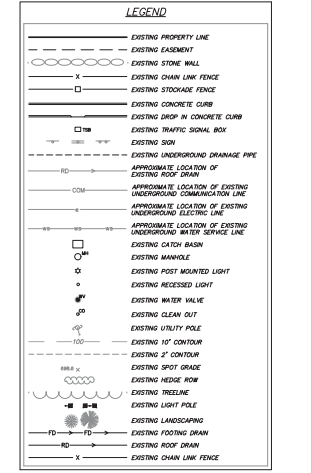 LEGEND
EXISTING PROPERTY LINE
EXISTING EASEMENT
EXISTING STONE WALL
X EXISTING CHAIN LINK FENCE
EXISTING STOCKADE FENCE
EXISTING CONCRETE CURB
EXISTING DROP IN CONCRETE CURB
TSB EXISTING TRAFFIC SIGNAL BOX
EXISTING SIGN
EXISTING UNDERGROUND DRAINAGE PIPE
RD APPROXIMATE LOCATION OF
EXISTING ROOF DRAIN
COM APPROXIMATE LOCATION OF EXISTING
UNDERGROUND COMMUNICATION LINE
APPROXIMATE LOCATION OF EXISTING
UNDERGROUND ELECTRIC LINE
WS WS WS APPROXIMATE LOCATION OF EXISTING
UNDERGROUND WATER SERVICE LINE
EXISTING CATCH BASIN
MH EXISTING MANHOLE
EXISTING POST MOUNTED LIGHT
EXISTING RECESSED LIGHT
WV EXISTING WATER VALVE
CO EXISTING CLEAN OUT
EXISTING UTILITY POLE
100 EXISTING 10' CONTOUR
EXISTING 2' CONTOUR
X EXISTING SPOT GRADE
EXISTING HEDGE ROW
EXISTING TREELINE
EXISTING LIGHT POLE
EXISTING LANDSCAPING
FD FD EXISTING FOOTING DRAIN
RD EXISTING ROOF DRAIN
X EXISTING CHAIN LINK FENCE